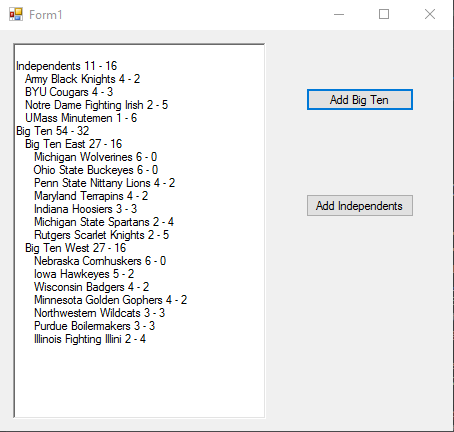 Form1
Independents 11 - 16
Army Black Knights 4 - 2
BYU Cougars 4 - 3
Notre Dame Fighting Irish 2 - 5
UMass Minutemen 1 - 6
Big Ten 54 - 32
Big Ten East 27 - 16
Michigan Wolverines 6 - 0
Ohio State Buckeyes 6 - 0
Penn State Nittany Lions 4 - 2
Maryland Terrapins 4 - 2
Indiana Hoosiers 3 - 3
Michigan State Spartans 2 - 4
Rutgers Scarlet Knights 2 - 5
Big Ten West 27 - 16
Nebraska Cornhuskers 6 - 0
Iowa Hawkeyes 5 - 2
Wisconsin Badgers 4 - 2
Minnesota Golden Gophers 4 - 2
Northwestern Wildcats 3 - 3
Purdue Boilermakers 3 - 3
Illinois Fighting Illini 2 - 4
Add Big Ten
Add Independents